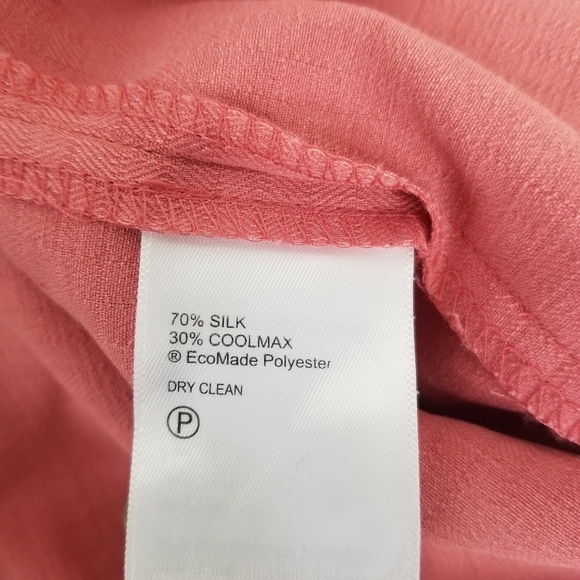 70% SILK
30% COOLMAX
® EcoMade Polyester
DRY CLEAN
P